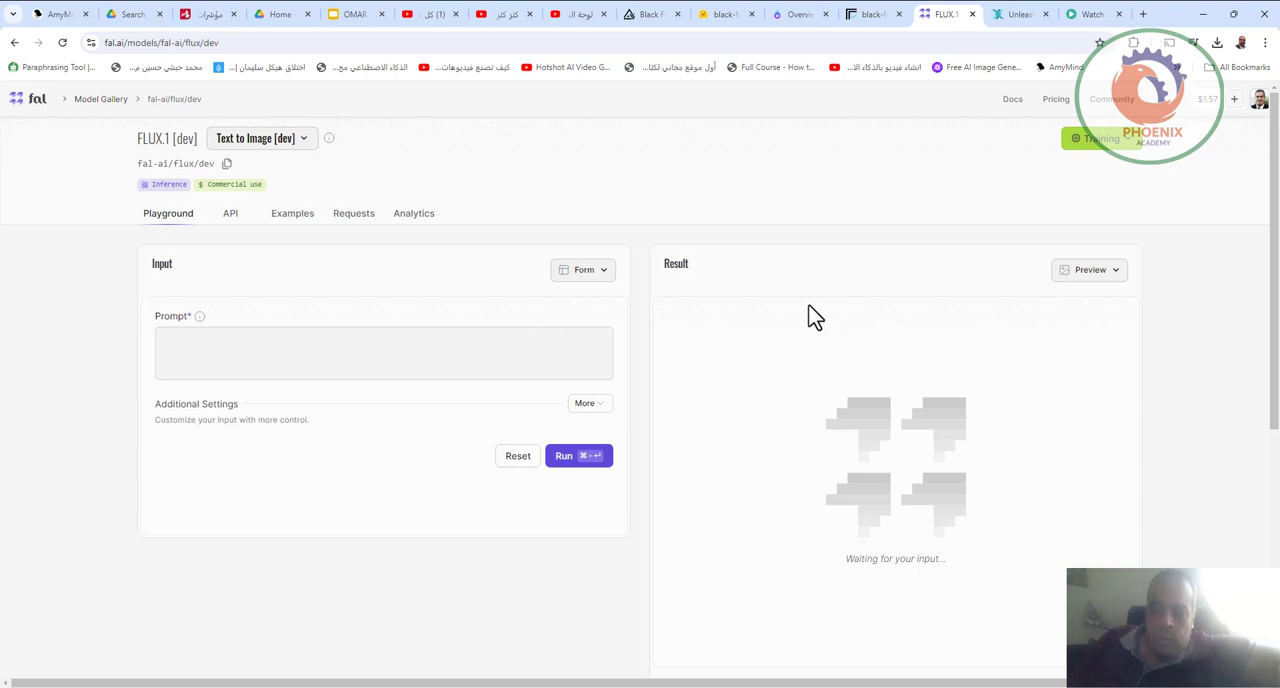 AmyMind
Search
مؤشرات
Home
OMAR
(1) كل
كنز كنز
لوحة ال
Black F
black-f
Overvi
black-f
FLUX.1
Unleas
Watch
fal.ai/models/fal-ai/flux/dev
Paraphrasing Tool |...
محمد حبشي حسين م...
اختلاق هيكل سليمان |...
الذكاء الاصطناعي مج...
كيف تصنع فيديوهات...
Hotshot AI Video G...
أول موقع مجاني لكتا...
Full Course - How t...
انشاء فيديو بالذكاء الا...
Free AI Image Gene...
AmyMind
All Bookmarks
fal
Model Gallery
fal-ai/flux/dev
Docs
Pricing
Community
$1.57
PHOENIX
ACADEMY
FLUX.1 [dev]
Text to Image [dev]
Training
fal-ai/flux/dev
Inference
$ Commercial use
Playground
API
Examples
Requests
Analytics
Input
Form
Result
Preview
Prompt*
Additional Settings
More
Customize your input with more control.
Reset
Run
Waiting for your input...